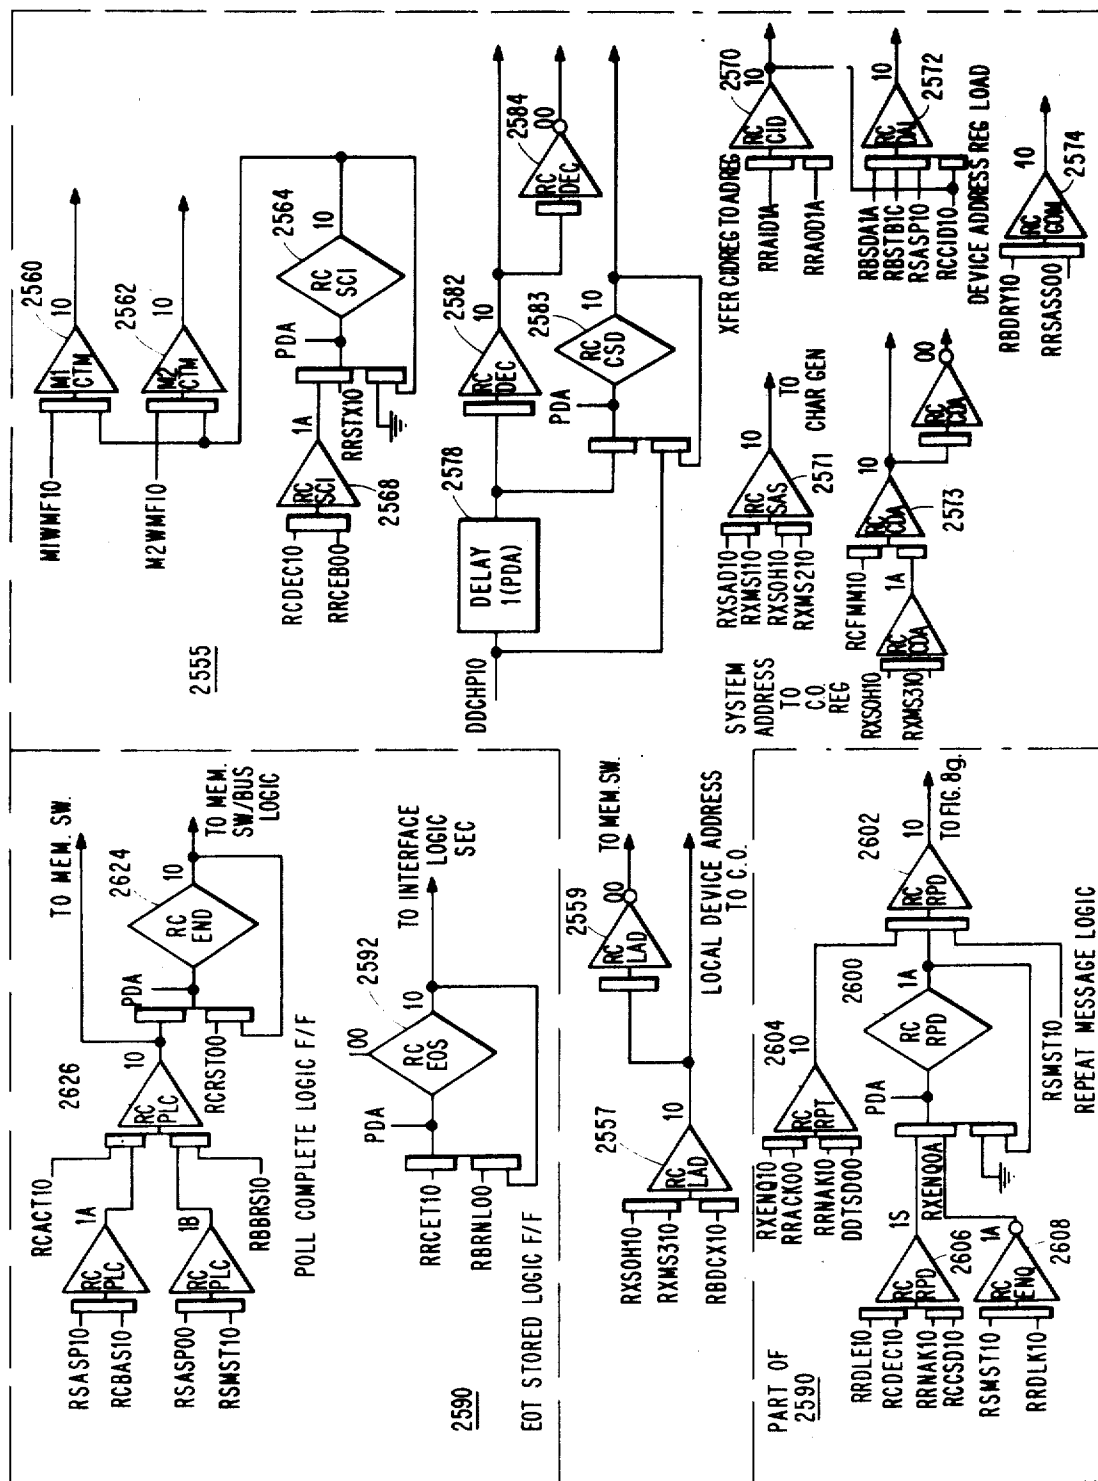 2555
M1WMF10
M2WMF10
M1
CTM
10
2560
M2
CTM
10
2562
RCDEC10
RRCEB00
RC
SCI
1A
2568
RRSTX10
PDA
RC
SCI
10
2564
DDCHP10
DELAY
1(PDA)
2578
RC
DEC
10
2582
RC
DEC
00
2584
PDA
RC
CSD
10
2583
SYSTEM
ADDRESS
TO
C.O.
REG
RXSAD10
RXMS110
RXSOH10
RXMS210
RC
SAS
10
2571
TO
CHAR GEN
RXSOH10
RXMS310
RC
CDA
1A
RCFMM10
RC
CDA
10
2573
RC
CDA
00
XFER CIDREG TO ADREG
RRAID1A
RRAOD1A
RC
CID
10
2570
RBSDA1A
RBSTB1C
RSASP10
RCCID10
RC
DAL
10
2572
DEVICE ADDRESS REG LOAD
RBDRY10
RRSASS00
RC
GOM
10
2574
RSASP10
RCBAS10
RSASP00
RSMST10
RC
PLC
1A
RC
PLC
1B
RCACT10
RBBRS10
RC
PLC
10
2626
TO MEM. SW.
RCRST00
PDA
RC
END
10
2624
TO MEM.
SW/BUS
LOGIC
POLL COMPLETE LOGIC F/F
2590
RRCET10
RBRNL00
PDA
RC
EOS
00
10
2592
TO INTERFACE
LOGIC
SEC
EOT STORED LOGIC F/F
RXSOH10
RXMS310
RBDCX10
RC
LAD
10
2557
RC
LAD
00
2559
TO MEM.SW.
LOCAL DEVICE ADDRESS
TO C.O.
PART OF
2590
RXENQ10
RRACK00
RRNAK10
DDTSD00
RC
RPT
10
2604
RRDLE10
RCDEC10
RRNAK10
RCCSD10
RC
RPD
1S
2606
RSMST10
RRDLK10
RC
ENQ
1A
2608
RXENQ0A
PDA
RC
RPD
1A
2600
RC
RPD
10
2602
TO FIG. 8g.
RSMST10
REPEAT MESSAGE LOGIC